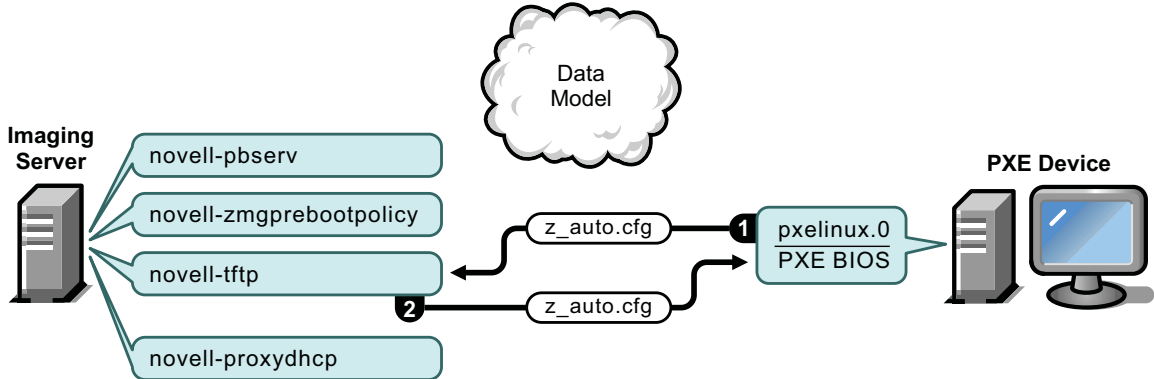 Data
Model
Imaging
Server
PXE Device
novell-pbserv
novell-zmgprebootpolicy
novell-tftp
novell-proxydhcp
z_auto.cfg
1
pxelinux.0
PXE BIOS
2
z_auto.cfg